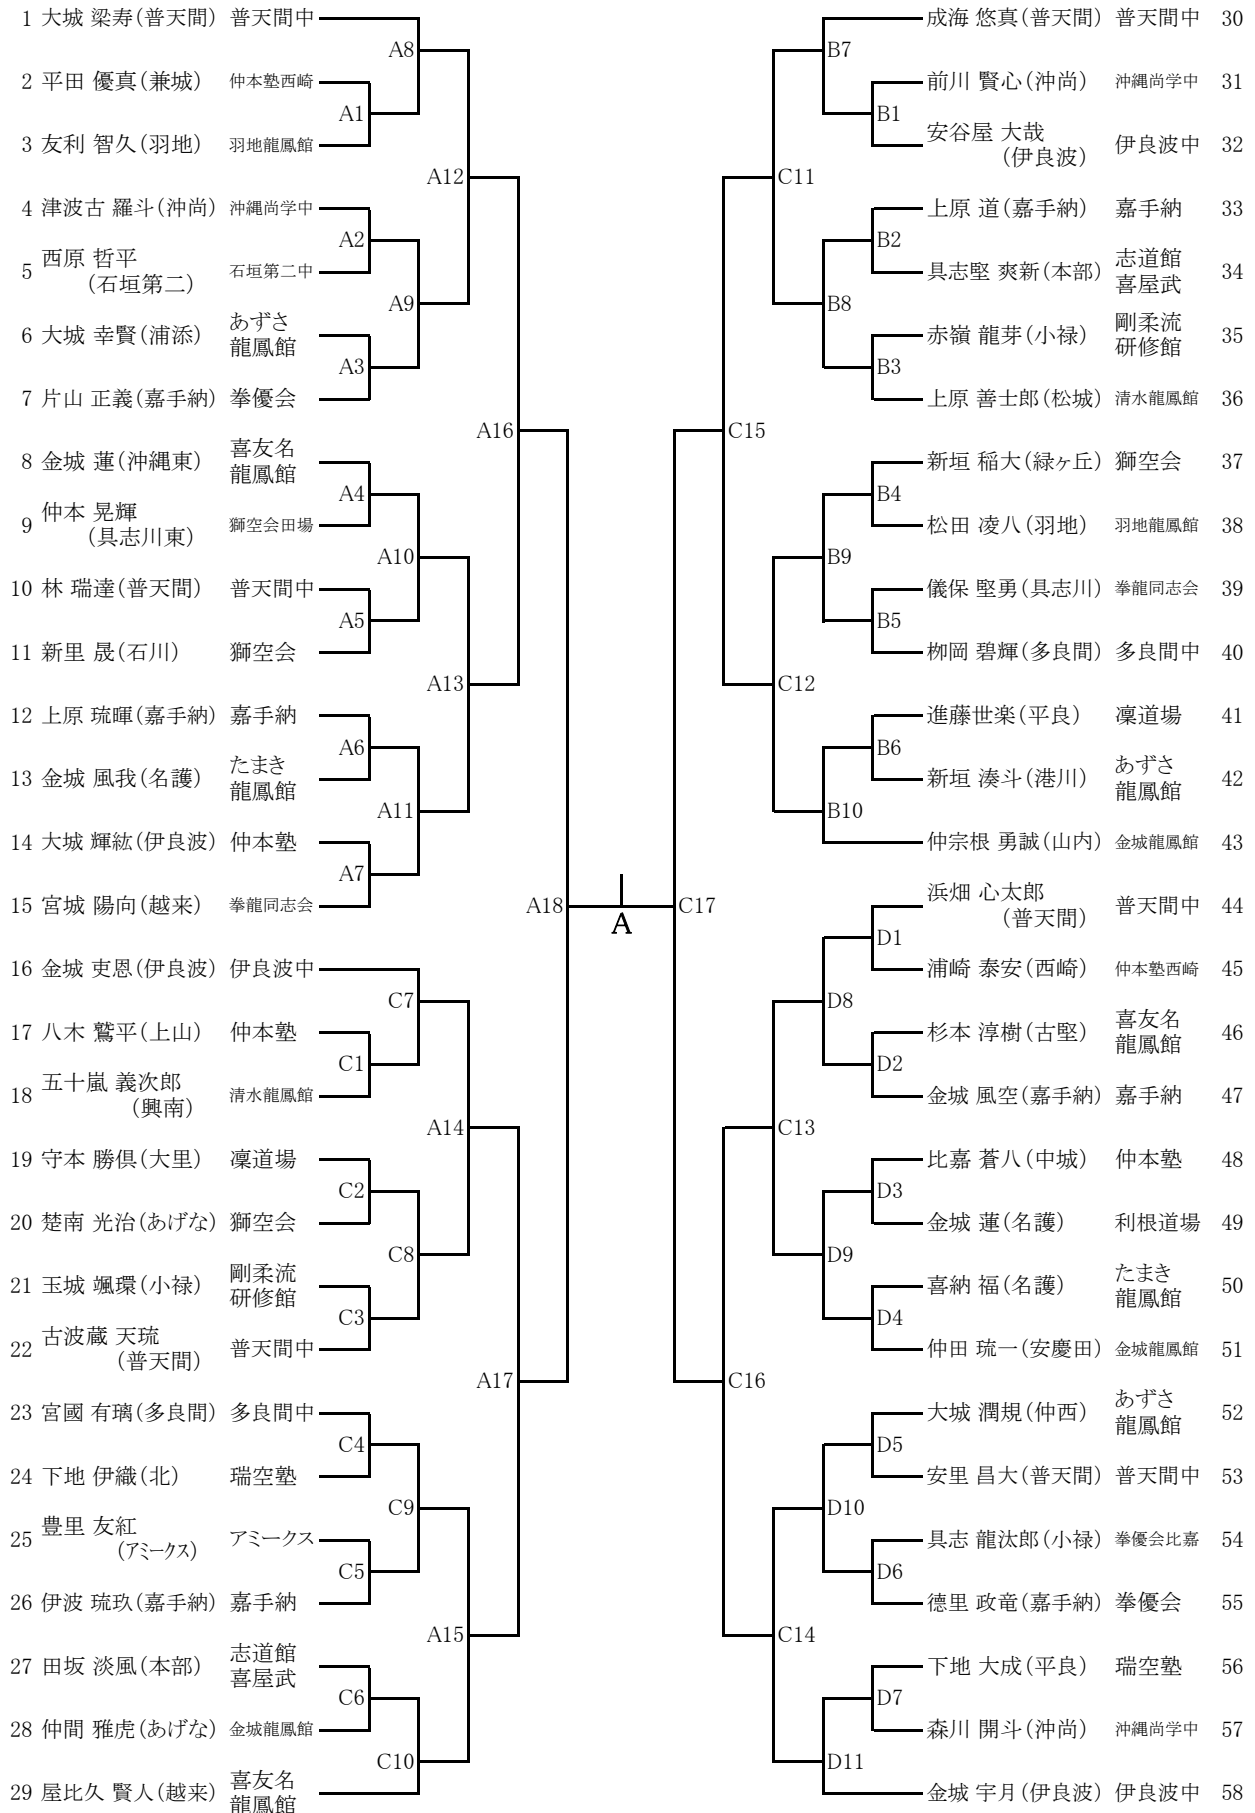 1 大城 梁寿(普天間) 普天間中
A8
2 平田 優真(兼城) 仲本塾西崎
A1
3 友利 智久(羽地) 羽地龍鳳館
A12
4 津波古 羅斗(沖尚) 沖縄尚学中
A2
5 西原 哲平
(石垣第二) 石垣第二中
A9
6 大城 幸賢(浦添) あずさ
龍鳳館
A3
7 片山 正義(嘉手納) 拳優会
A16
8 金城 蓮(沖縄東) 喜友名
龍鳳館
A4
9 仲本 晃輝
(具志川東) 獅空会田場
A10
10 林 瑞達(普天間) 普天間中
A5
11 新里 晟(石川) 獅空会
A13
12 上原 琉暉(嘉手納) 嘉手納
A6
13 金城 風我(名護) たまき
龍鳳館
A11
14 大城 輝紘(伊良波) 仲本塾
A7
15 宮城 陽向(越来) 拳龍同志会
A18
A
16 金城 吏恩(伊良波) 伊良波中
C7
17 八木 鷲平(上山) 仲本塾
C1
18 五十嵐 義次郎
(興南) 清水龍鳳館
A14
19 守本 勝倶(大里) 凜道場
C2
20 楚南 光治(あげな) 獅空会
C8
21 玉城 颯環(小禄) 剛柔流
研修館
C3
22 古波蔵 天琉
(普天間) 普天間中
A17
23 宮國 有璃(多良間) 多良間中
C4
24 下地 伊織(北) 瑞空塾
C9
25 豊里 友紅
(アミークス) アミークス
C5
26 伊波 琉玖(嘉手納) 嘉手納
A15
27 田坂 淡風(本部) 志道館
喜屋武
C6
28 仲間 雅虎(あげな) 金城龍鳳館
C10
29 屋比久 賢人(越来) 喜友名
龍鳳館
成海 悠真(普天間) 普天間中 30
B7
前川 賢心(沖尚) 沖縄尚学中 31
B1
安谷屋 大哉
(伊良波) 伊良波中 32
C11
上原 道(嘉手納) 嘉手納 33
B2
具志堅 爽新(本部) 志道館
喜屋武 34
B8
赤嶺 龍芽(小禄) 剛柔流
研修館 35
B3
上原 善士郎(松城) 清水龍鳳館 36
C15
新垣 稲大(緑ヶ丘) 獅空会 37
B4
松田 凌八(羽地) 羽地龍鳳館 38
B9
儀保 堅勇(具志川) 拳龍同志会 39
B5
栁岡 碧輝(多良間) 多良間中 40
C12
進藤世楽(平良) 凜道場 41
B6
新垣 湊斗(港川) あずさ
龍鳳館 42
B10
仲宗根 勇誠(山内) 金城龍鳳館 43
C17
浜畑 心太郎
(普天間) 普天間中 44
D1
浦崎 泰安(西崎) 仲本塾西崎 45
D8
杉本 淳樹(古堅) 喜友名
龍鳳館 46
D2
金城 風空(嘉手納) 嘉手納 47
C13
比嘉 蒼八(中城) 仲本塾 48
D3
金城 蓮(名護) 利根道場 49
D9
喜納 福(名護) たまき
龍鳳館 50
D4
仲田 琉一(安慶田) 金城龍鳳館 51
C16
大城 潤規(仲西) あずさ
龍鳳館 52
D5
安里 昌大(普天間) 普天間中 53
D10
具志 龍汰郎(小禄) 拳優会比嘉 54
D6
德里 政竜(嘉手納) 拳優会 55
C14
下地 大成(平良) 瑞空塾 56
D7
森川 開斗(沖尚) 沖縄尚学中 57
D11
金城 宇月(伊良波) 伊良波中 58